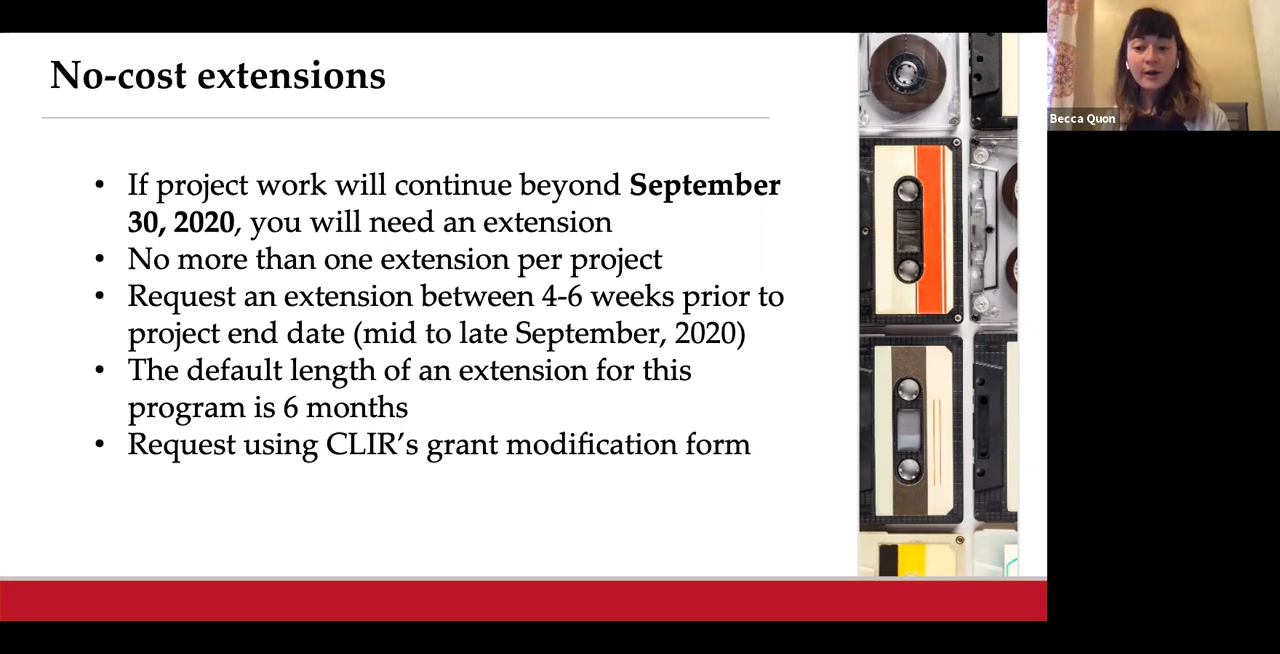 No-cost extensions
• If project work will continue beyond September
30, 2020, you will need an extension
• No more than one extension per project
• Request an extension between 4-6 weeks prior to
project end date (mid to late September, 2020)
• The default length of an extension for this
program is 6 months
• Request using CLIR’s grant modification form
Becca Quon